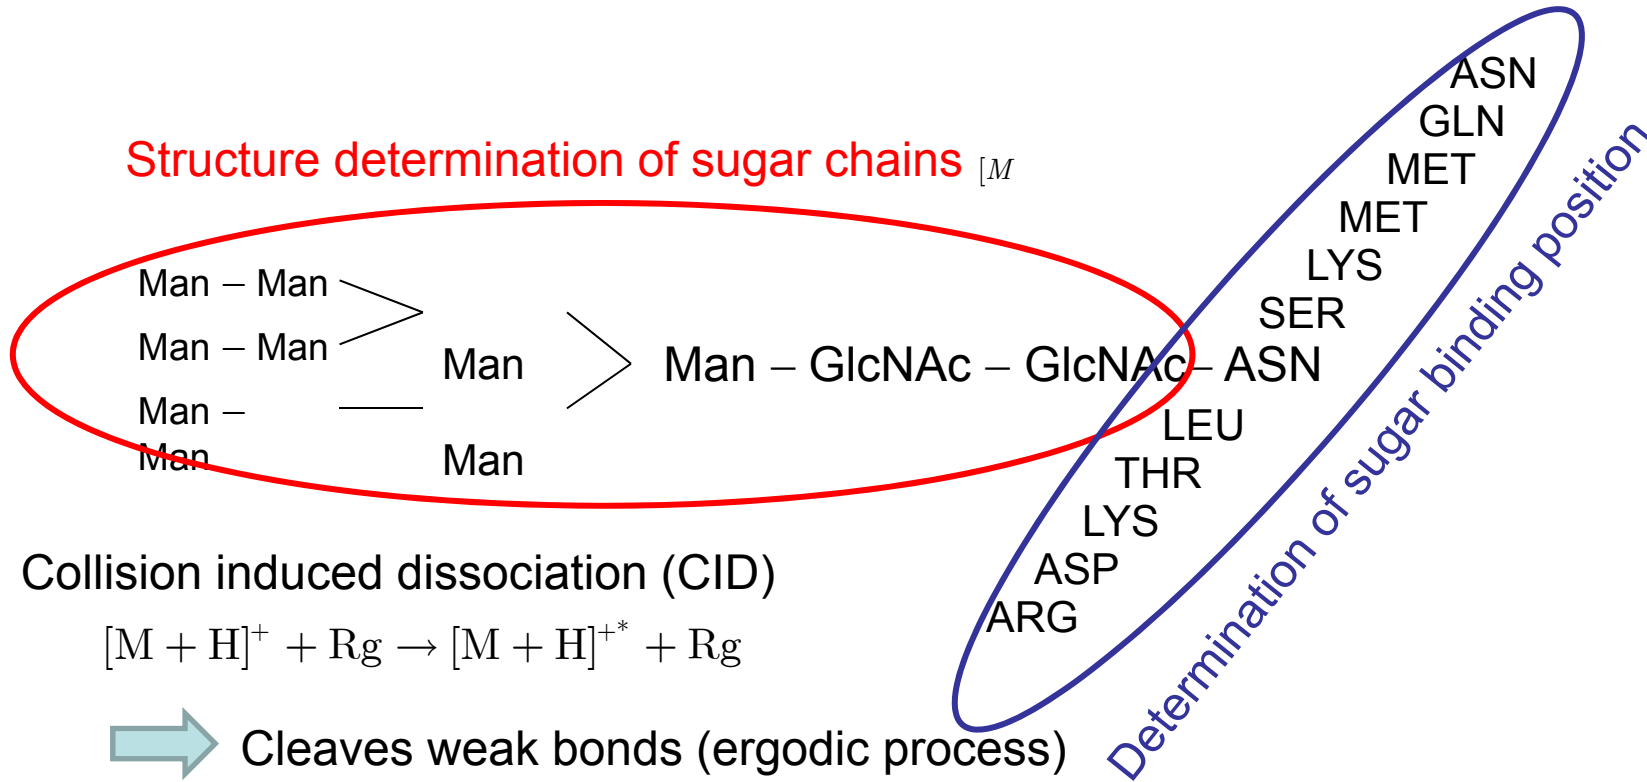 Structure determination of sugar chains [M
Man – Man
Man – Man
Man –
Man
Man
Man
Man – GlcNAc – GlcNAc – ASN
ASN
GLN
MET
MET
LYS
SER
LEU
THR
LYS
ASP
ARG
Determination of sugar binding position
Collision induced dissociation (CID)
[M + H]⁺ + Rg → [M + H]⁺* + Rg
Cleaves weak bonds (ergodic process)